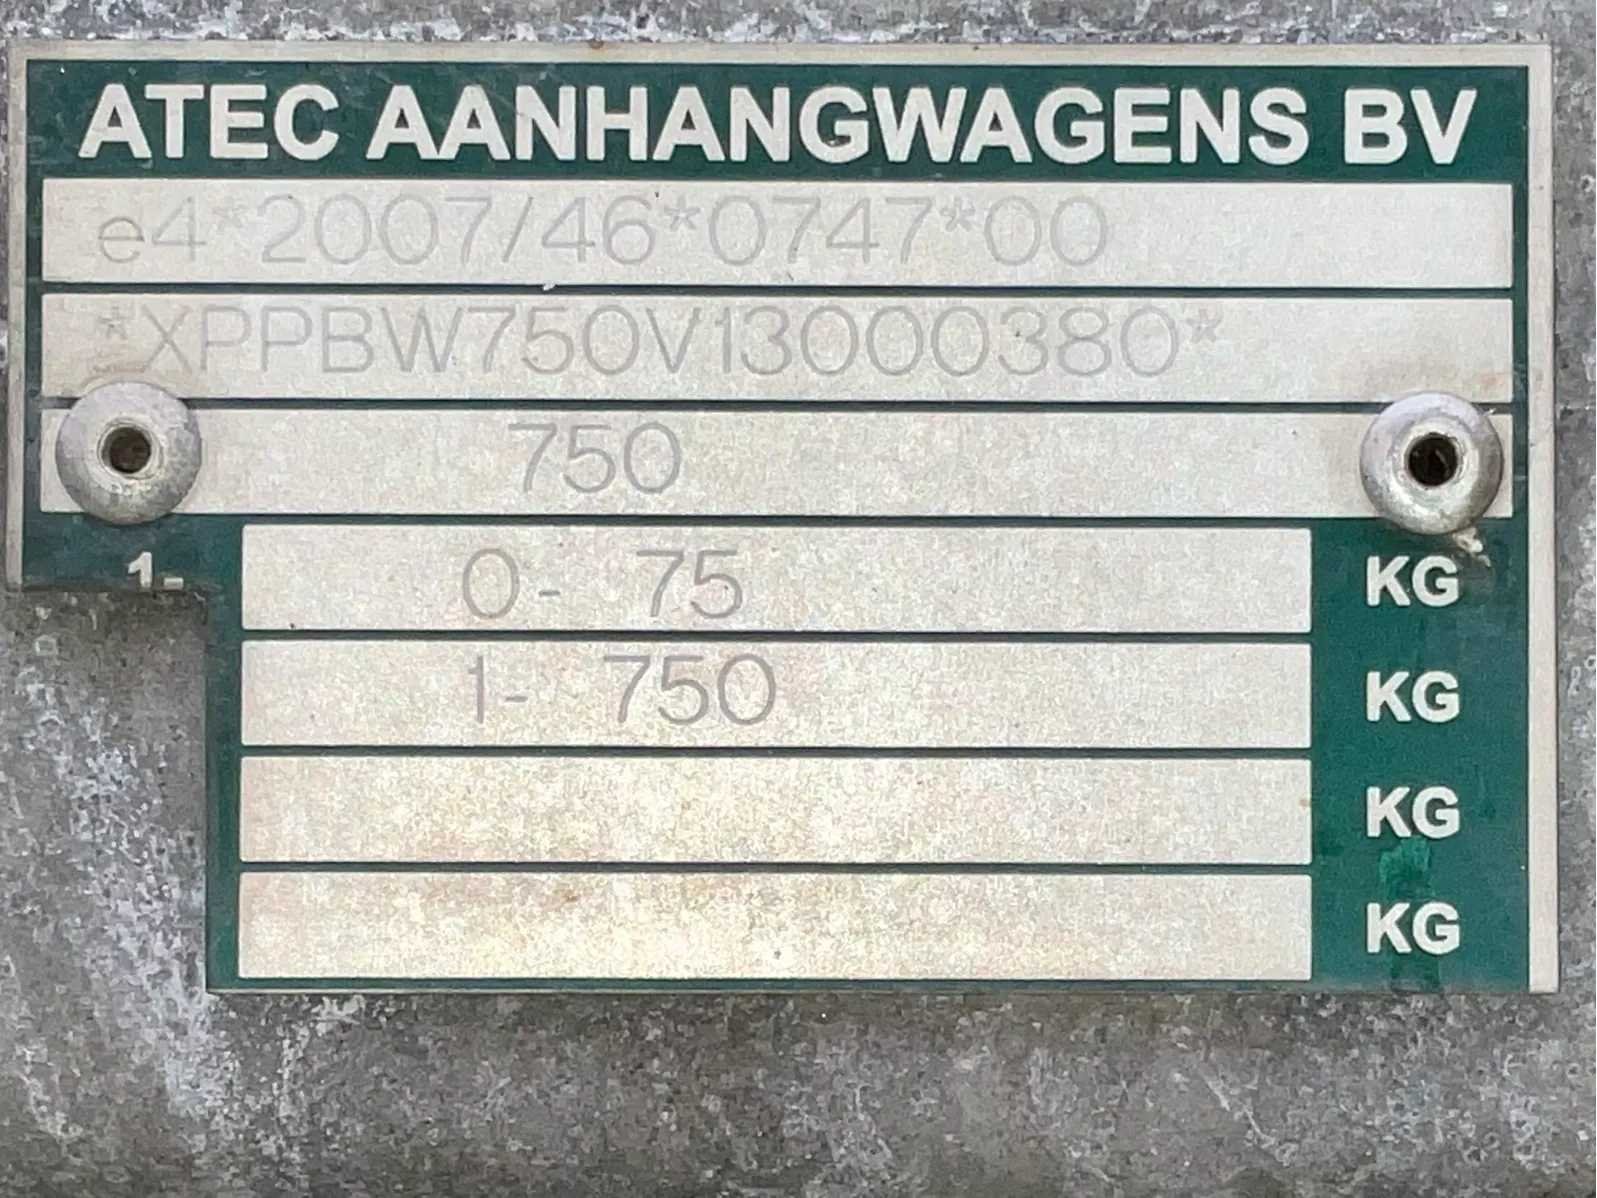 ATEC AANHANGWAGENS BV
e4*2007/46*0747*00
*XPPBW750V13000380*
750
1- 0- 75 KG
1- 750 KG
KG
KG